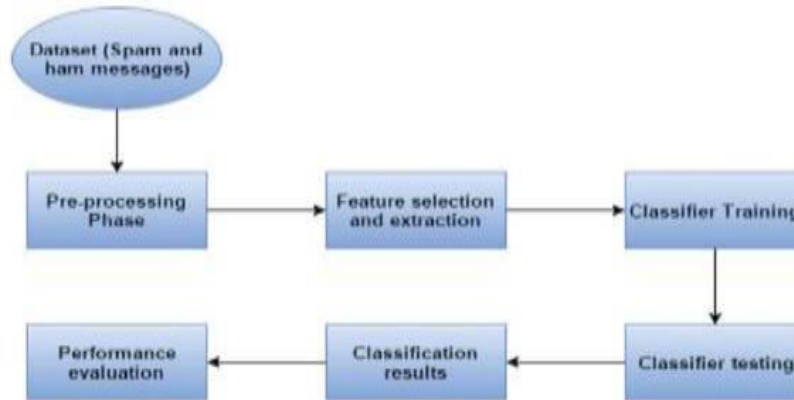 Dataset (Spam and
ham messages)
Pre-processing
Phase
Feature selection
and extraction
Classifier Training
Classifier testing
Classification
results
Performance
evaluation